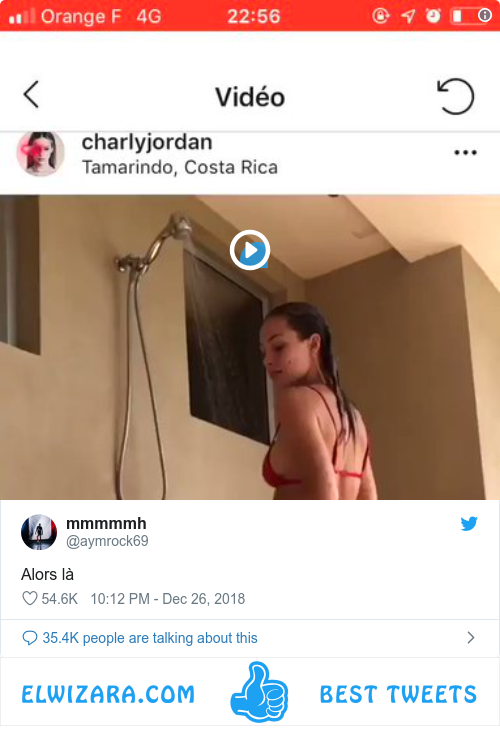 Orange F 4G 22:56
Vidéo
charlyjordan
Tamarindo, Costa Rica
mmmmmh
@aymrock69
Alors là
54.6K 10:12 PM - Dec 26, 2018
35.4K people are talking about this
ELWIZARA.COM BEST TWEETS